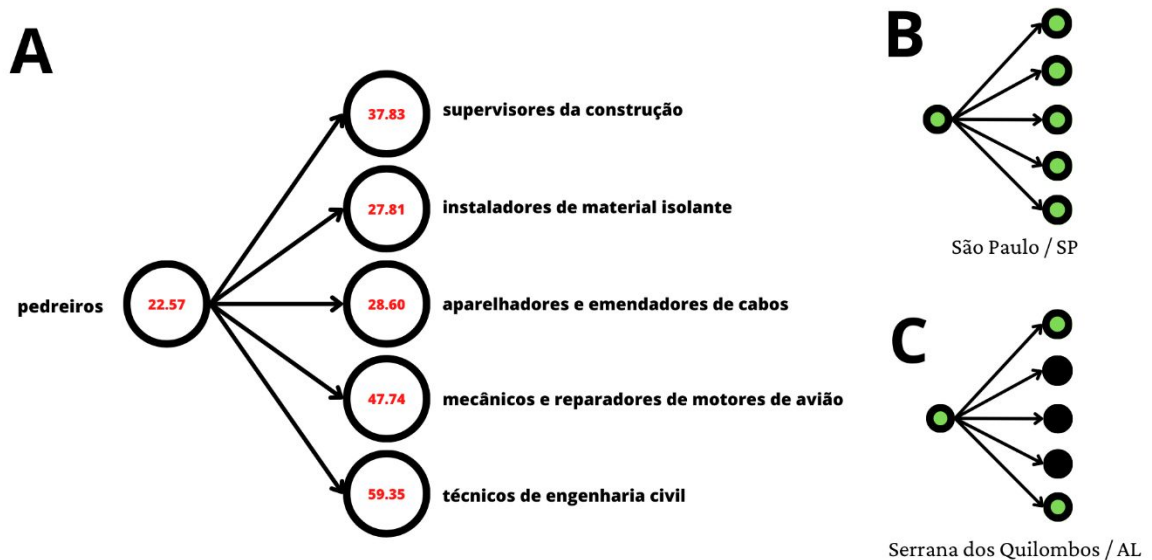 A
pedreiros
22.57
37.83
supervisores da construção
27.81
instaladores de material isolante
28.60
aparelhadores e emendadores de cabos
47.74
mecânicos e reparadores de motores de avião
59.35
técnicos de engenharia civil
B
São Paulo / SP
C
Serrana dos Quilombos / AL